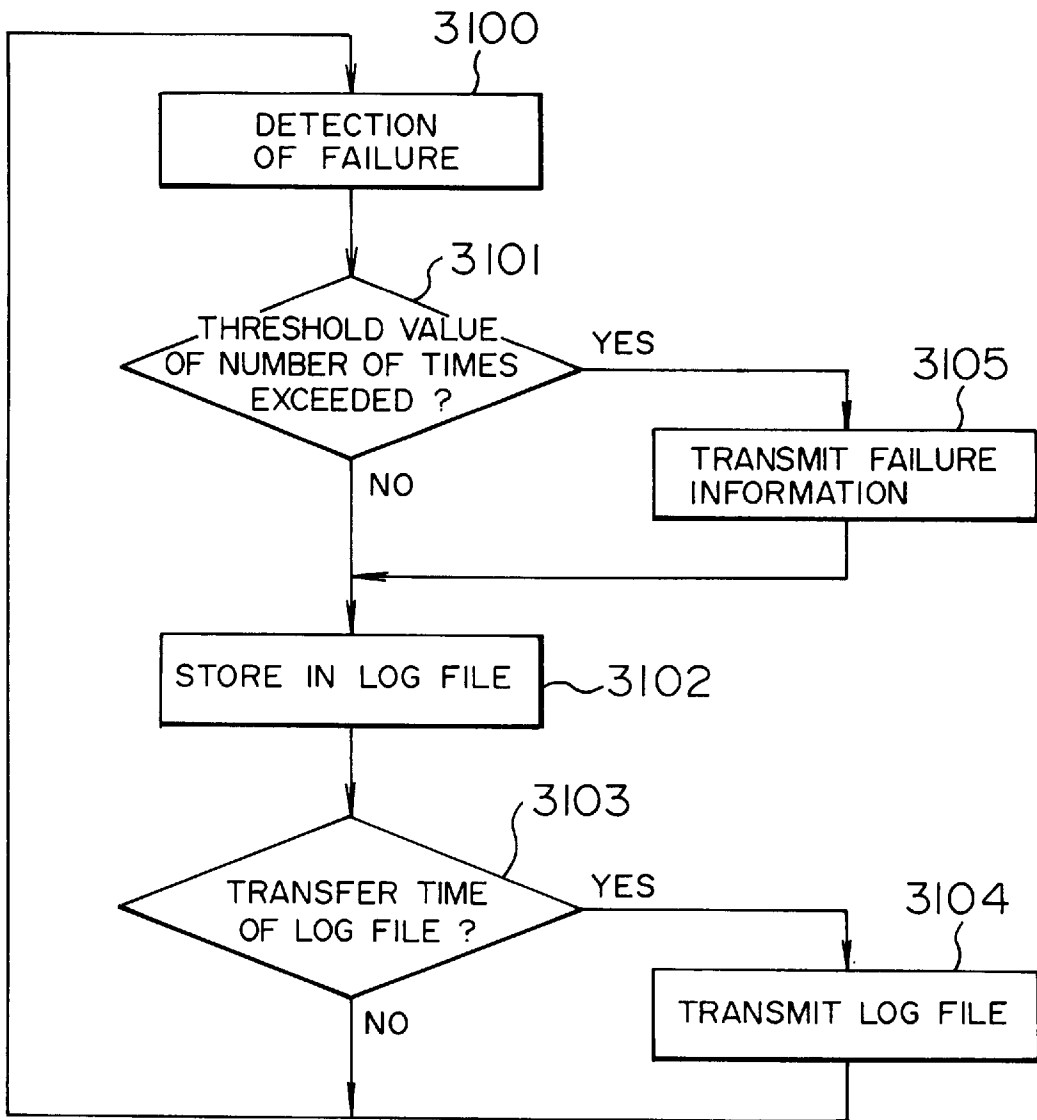 3100
DETECTION
OF FAILURE
3101
THRESHOLD VALUE
OF NUMBER OF TIMES
EXCEEDED ?
YES
3105
TRANSMIT FAILURE
INFORMATION
NO
STORE IN LOG FILE
3102
3103
TRANSFER TIME
OF LOG FILE ?
YES
3104
TRANSMIT LOG FILE
NO